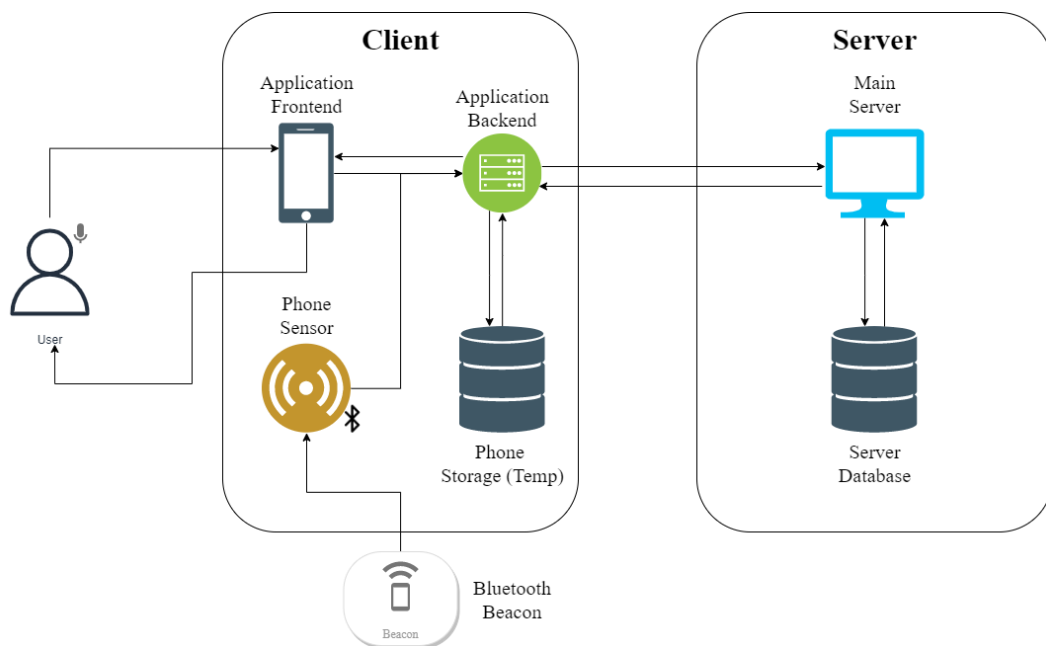 Client
Server
Application
Frontend
Application
Backend
Main
Server
User
Phone
Sensor
Phone
Storage (Temp)
Server
Database
Bluetooth
Beacon
Beacon